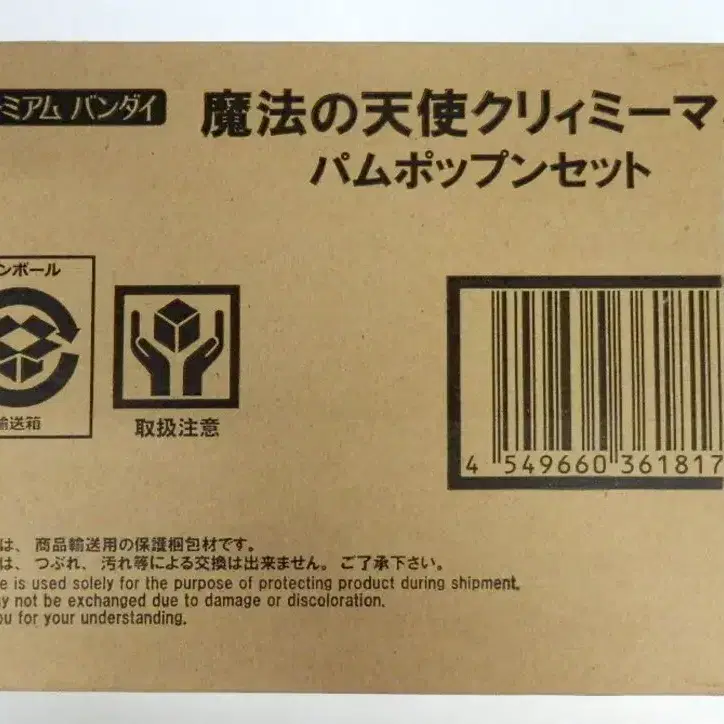 ミアム バンダイ
魔法の天使クリィミーマ
パムポップンセット
ンボール
輸送箱
取扱注意
4 549660 361817
は、商品輸送用の保護梱包材です。
は、つぶれ、汚れ等による交換は出来ません。ご了承下さい。
e is used solely for the purpose of protecting product during shipment.
y not be exchanged due to damage or discoloration.
ou for your understanding.